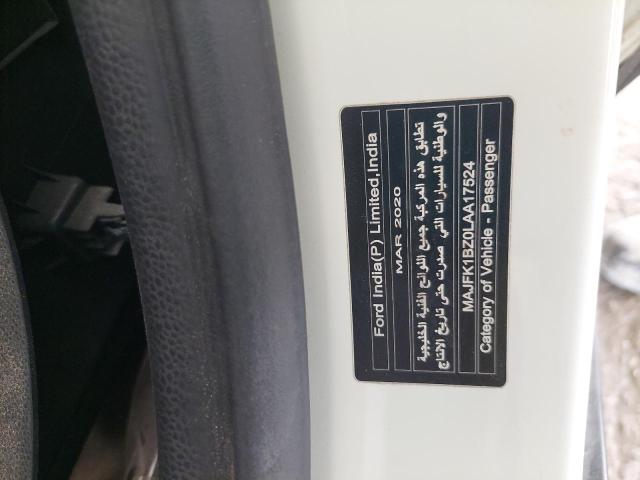 Ford India(P) Limited,India
MAR 2020
تطابق هذه المركبة جميع اللوائح الفنية الخليجية
والوطنية للسيارات التي صدرت حتى تاريخ الانتاج
MAJFK1BZ0LAA17524
Category of Vehicle - Passenger